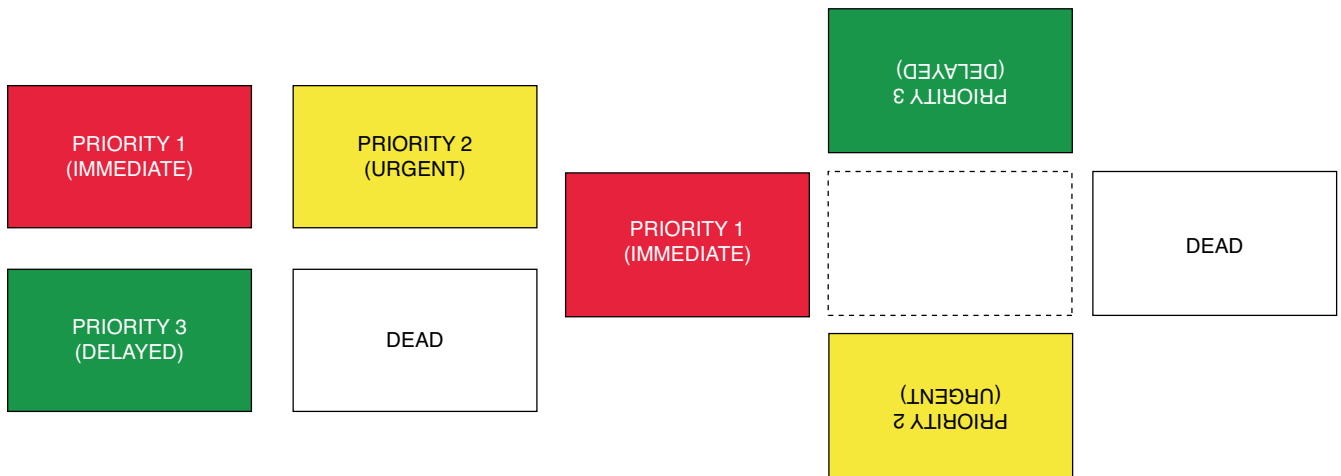 PRIORITY 1
(IMMEDIATE)
PRIORITY 2
(URGENT)
PRIORITY 3
(DELAYED)
DEAD
PRIORITY 3
(DELAYED)
PRIORITY 1
(IMMEDIATE)
DEAD
PRIORITY 2
(URGENT)